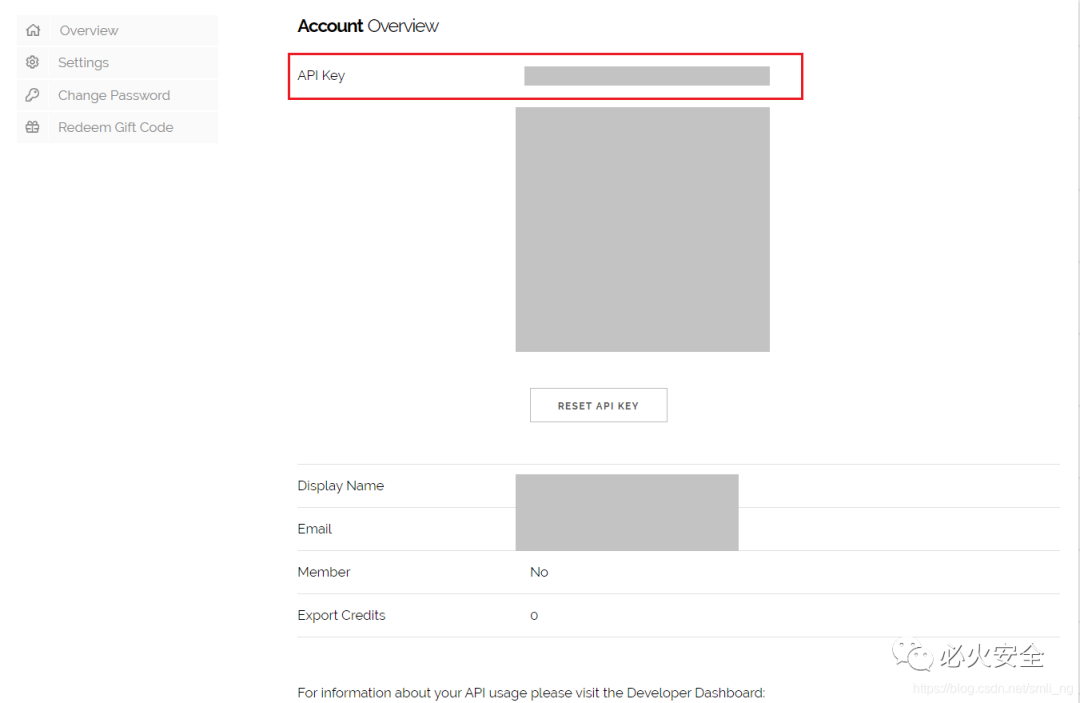 Overview
Settings
Change Password
Redeem Gift Code
Account Overview
API Key
RESET API KEY
Display Name
Email
Member No
Export Credits 0
For information about your API usage please visit the Developer Dashboard:
必火安全
https://blog.csdn.net/smli_ng